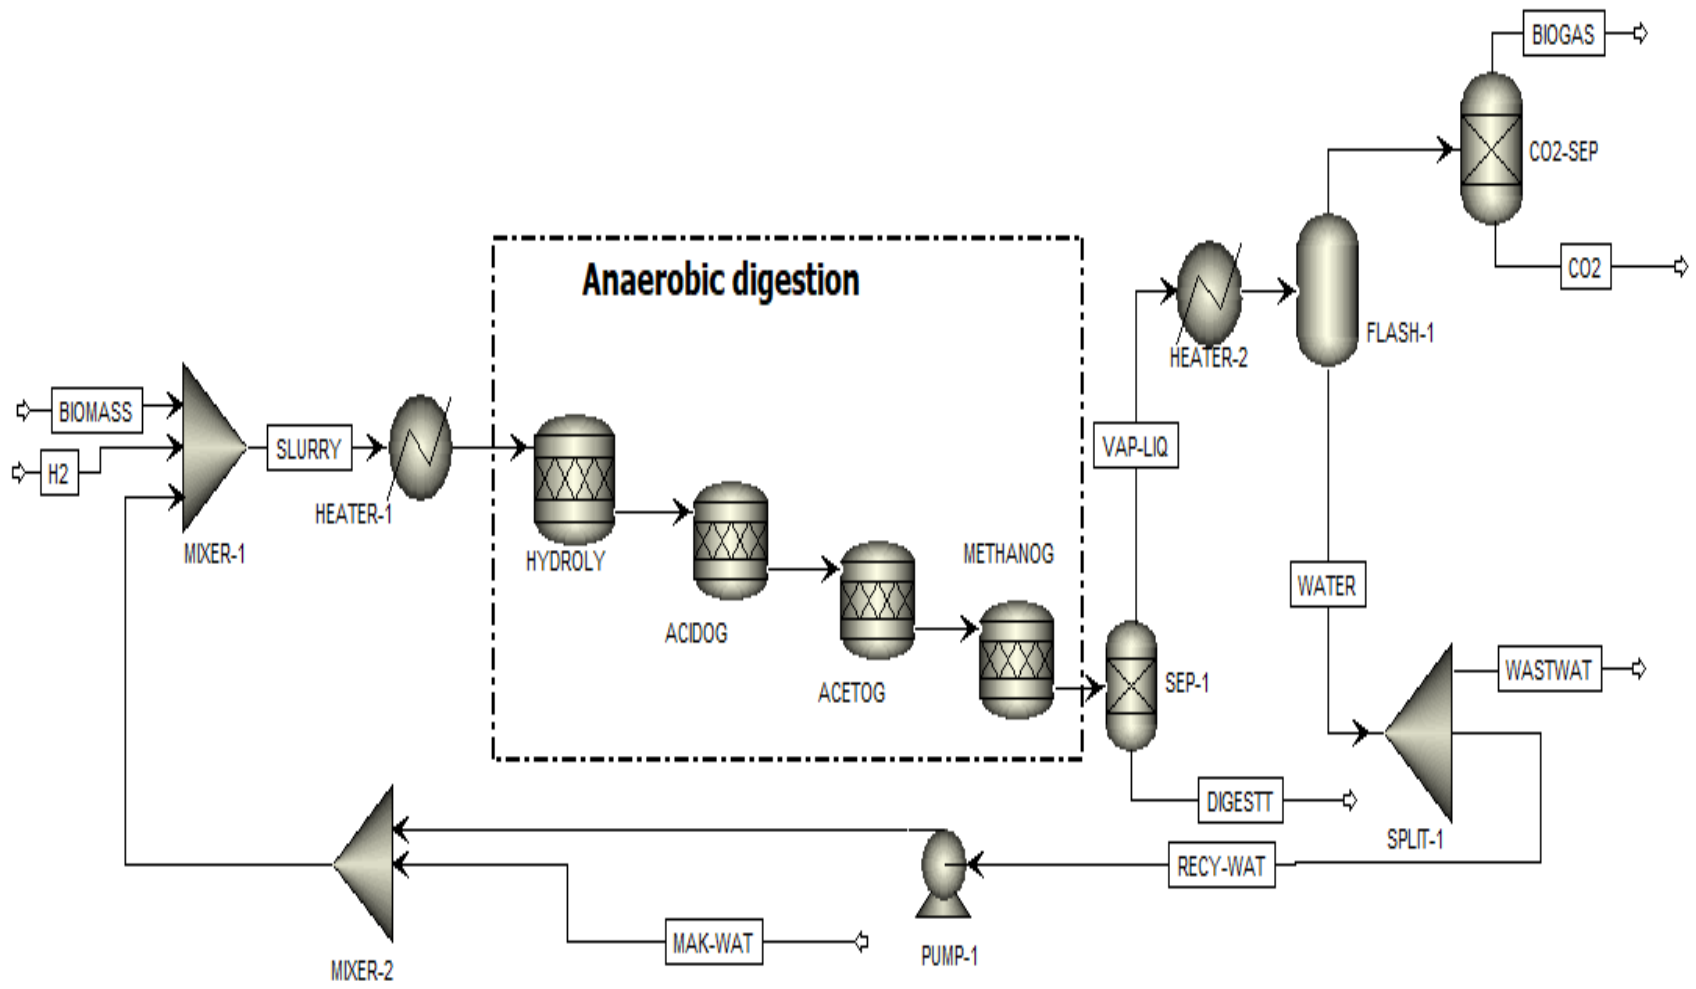 BIOGAS
CO2-SEP
CO2
Anaerobic digestion
FLASH-1
HEATER-2
BIOMASS
H2
SLURRY
VAP-LIQ
HEATER-1
MIXER-1
HYDROLY
METHANOG
WATER
ACIDOG
ACETOG
SEP-1
WASTWAT
DIGESTT
SPLIT-1
RECY-WAT
MAK-WAT
PUMP-1
MIXER-2